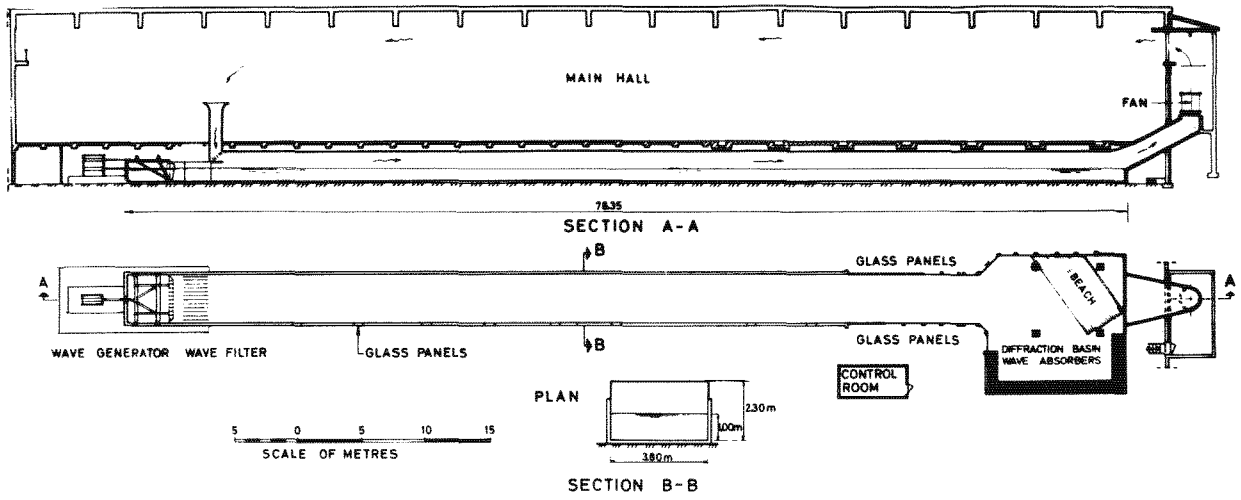 MAIN HALL
FAN
78.35
SECTION A-A
B
GLASS PANELS
A
BEACH
A
WAVE GENERATOR WAVE FILTER
GLASS PANELS
B
GLASS PANELS
DIFFRACTION BASIN
WAVE ABSORBERS
CONTROL
ROOM
PLAN
2.30m
1.00m
3.80m
5 0 5 10 15
SCALE OF METRES
SECTION B-B